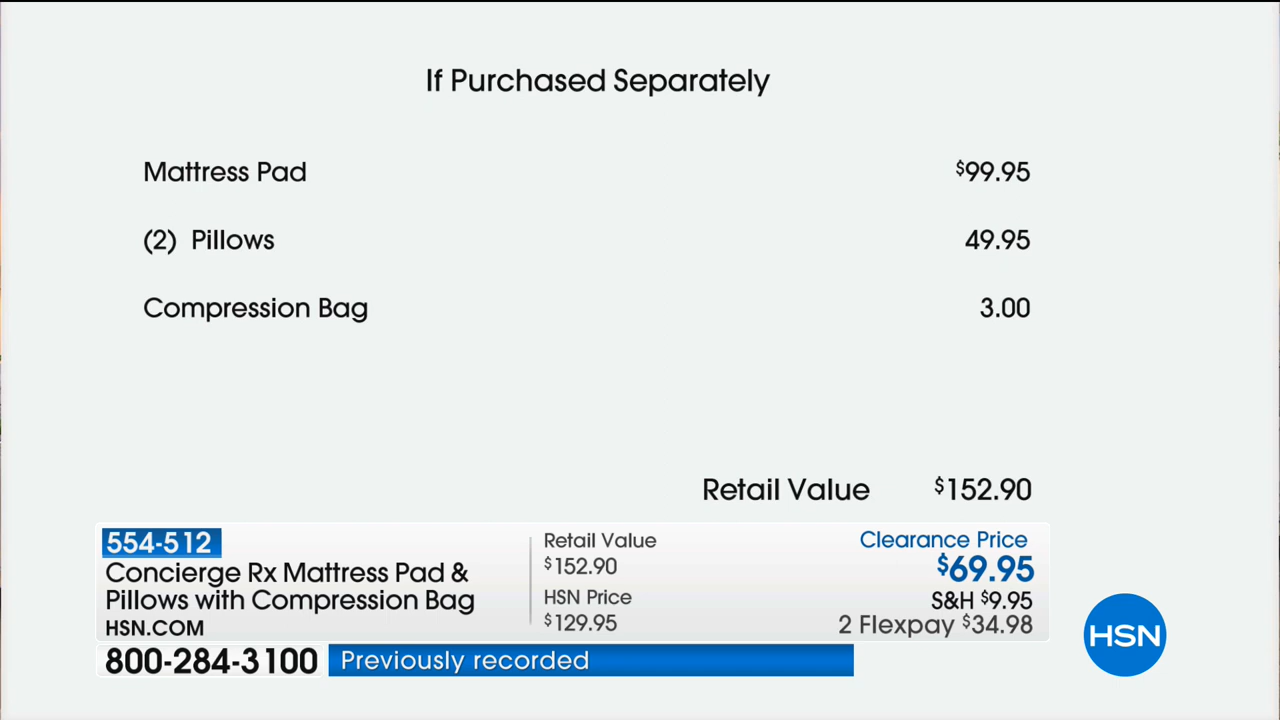 If Purchased Separately
Mattress Pad $99.95
(2) Pillows 49.95
Compression Bag 3.00
Retail Value $152.90
554-512
Concierge Rx Mattress Pad &
Pillows with Compression Bag
HSN.COM
Retail Value
$152.90
HSN Price
$129.95
Clearance Price
$69.95
S&H $9.95
2 Flexpay $34.98
800-284-3100
Previously recorded
HSN